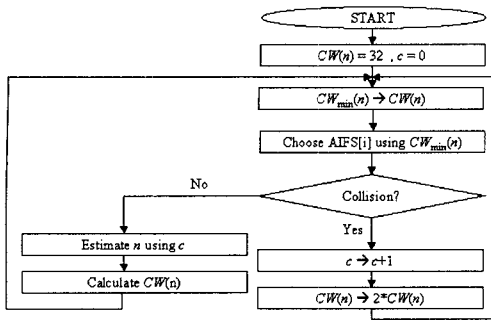 START
CW(n) = 32 , c = 0
CWmin(n) → CW(n)
Choose AIFS[i] using CWmin(n)
No
Collision?
Yes
Estimate n using c
c → c+1
Calculate CW(n)
CW(n) → 2*CW(n)